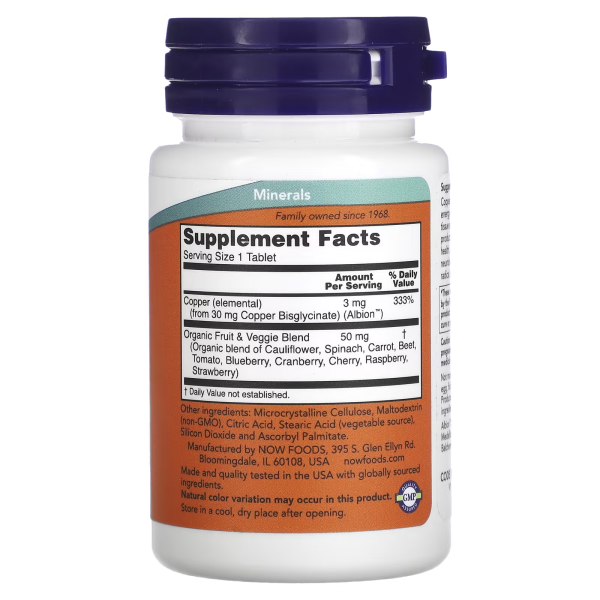 Minerals
Family owned since 1968.
Supplement Facts
Serving Size 1 Tablet
Amount Per Serving % Daily Value
Copper (elemental) 3 mg 333%
(from 30 mg Copper Bisglycinate) (Albion™)
Organic Fruit & Veggie Blend 50 mg †
(Organic blend of Cauliflower, Spinach, Carrot, Beet,
Tomato, Blueberry, Cranberry, Cherry, Raspberry,
Strawberry)
† Daily Value not established.
Other ingredients: Microcrystalline Cellulose, Maltodextrin
(non-GMO), Citric Acid, Stearic Acid (vegetable source),
Silicon Dioxide and Ascorbyl Palmitate.
Manufactured by NOW FOODS, 395 S. Glen Ellyn Rd.
Bloomingdale, IL 60108, USA nowfoods.com
Made and quality tested in the USA with globally sourced
ingredients.
Natural color variation may occur in this product.
Store in a cool, dry place after opening.
GMP